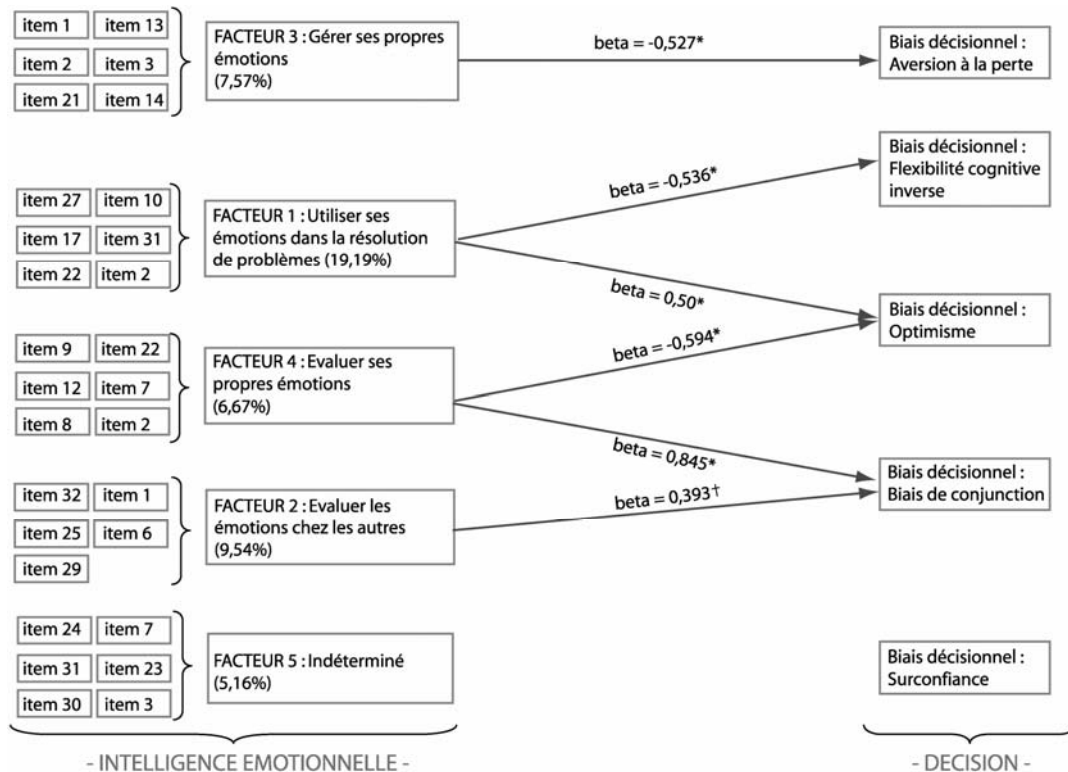 item 1 item 13
item 2 item 3
item 21 item 14
FACTEUR 3 : Gérer ses propres
émotions
(7,57%)
beta = -0,527*
Biais décisionnel :
Aversion à la perte
item 27 item 10
item 17 item 31
item 22 item 2
FACTEUR 1 : Utiliser ses
émotions dans la résolution
de problèmes (19,19%)
beta = -0,536*
Biais décisionnel :
Flexibilité cognitive
inverse
beta = 0,50*
item 9 item 22
item 12 item 7
item 8 item 2
FACTEUR 4 : Evaluer ses
propres émotions
(6,67%)
beta = -0,594*
Biais décisionnel :
Optimisme
beta = 0,845*
item 32 item 1
item 25 item 6
item 29
FACTEUR 2 : Evaluer les
émotions chez les autres
(9,54%)
beta = 0,393†
Biais décisionnel :
Biais de conjunction
item 24 item 7
item 31 item 23
item 30 item 3
FACTEUR 5 : Indéterminé
(5,16%)
Biais décisionnel :
Surconfiance
- INTELLIGENCE EMOTIONNELLE -
- DECISION -